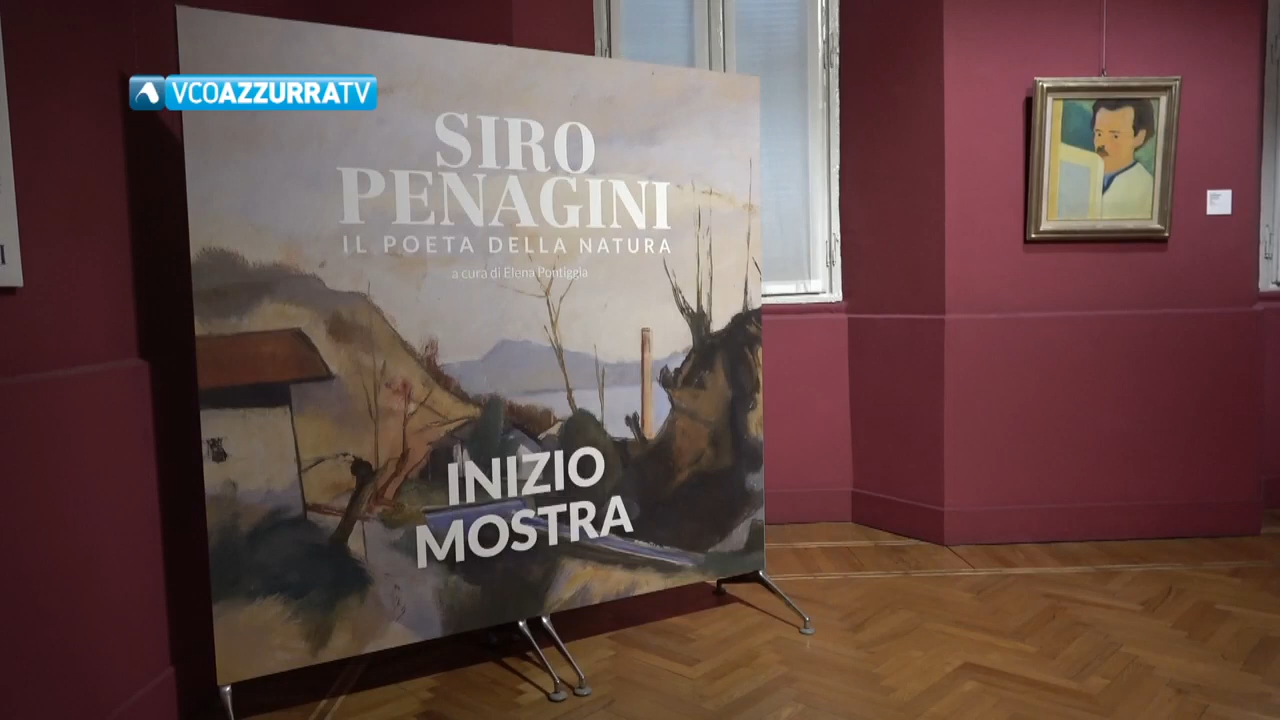 VCOAZZURRATV
SIRO
PENAGINI
IL POETA DELLA NATURA
a cura di Elena Pontiggia
INIZIO
MOSTRA